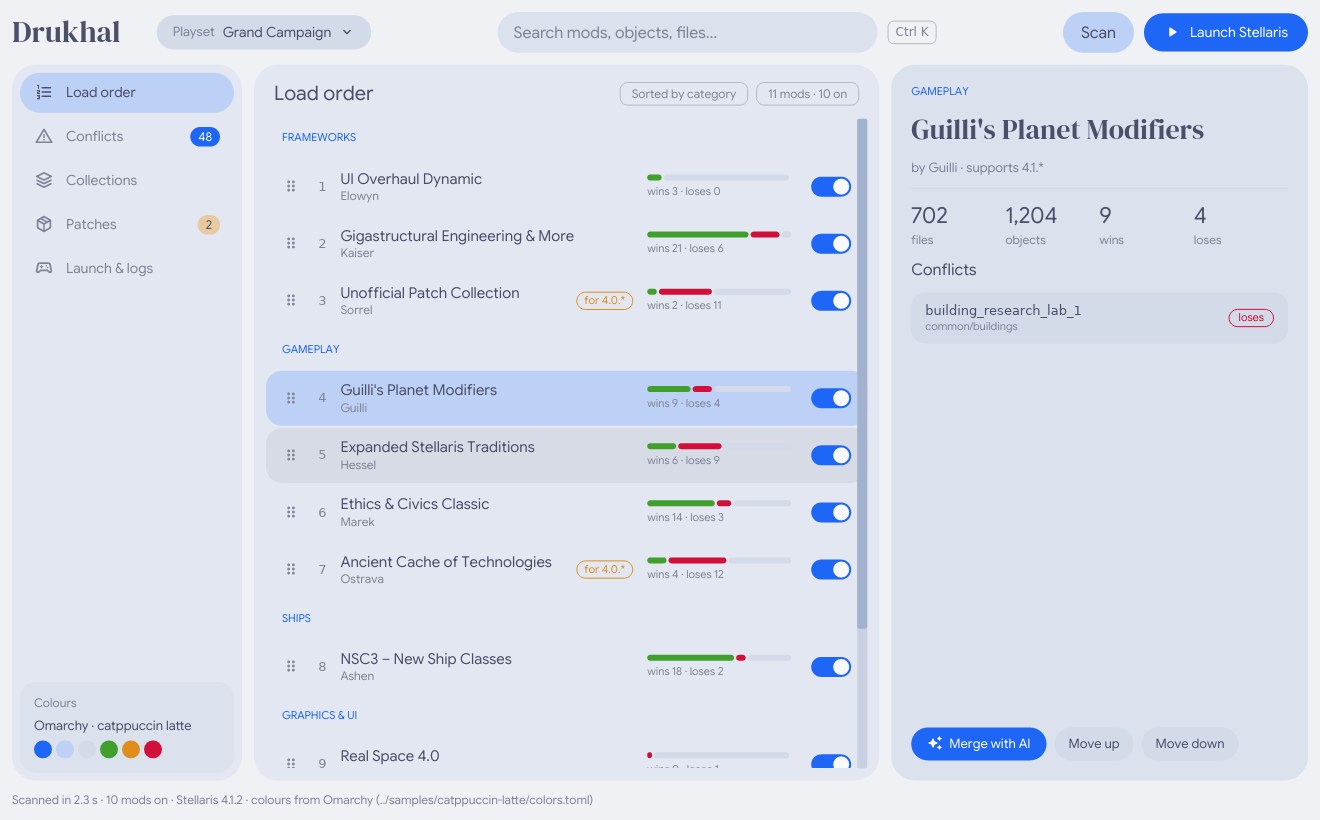 Drukhal
Playset Grand Campaign
Search mods, objects, files...
Ctrl K
Scan
Launch Stellaris
Load order
Conflicts 48
Collections
Patches 2
Launch & logs
Colours
Omarchy · catppuccin latte
Load order
Sorted by category
11 mods · 10 on
FRAMEWORKS
1 UI Overhaul Dynamic
Elowyn
wins 3 · loses 0
2 Gigastructural Engineering & More
Kaiser
wins 21 · loses 6
3 Unofficial Patch Collection
Sorrel
for 4.0.*
wins 2 · loses 11
GAMEPLAY
4 Guilli's Planet Modifiers
Guilli
wins 9 · loses 4
5 Expanded Stellaris Traditions
Hessel
wins 6 · loses 9
6 Ethics & Civics Classic
Marek
wins 14 · loses 3
7 Ancient Cache of Technologies
Ostrava
for 4.0.*
wins 4 · loses 12
SHIPS
8 NSC3 – New Ship Classes
Ashen
wins 18 · loses 2
GRAPHICS & UI
9 Real Space 4.0
GAMEPLAY
Guilli's Planet Modifiers
by Guilli · supports 4.1.*
702 1,204 9 4
files objects wins loses
Conflicts
building_research_lab_1
common/buildings
loses
Merge with AI
Move up
Move down
Scanned in 2.3 s · 10 mods on · Stellaris 4.1.2 · colours from Omarchy (../samples/catppuccin-latte/colors.toml)